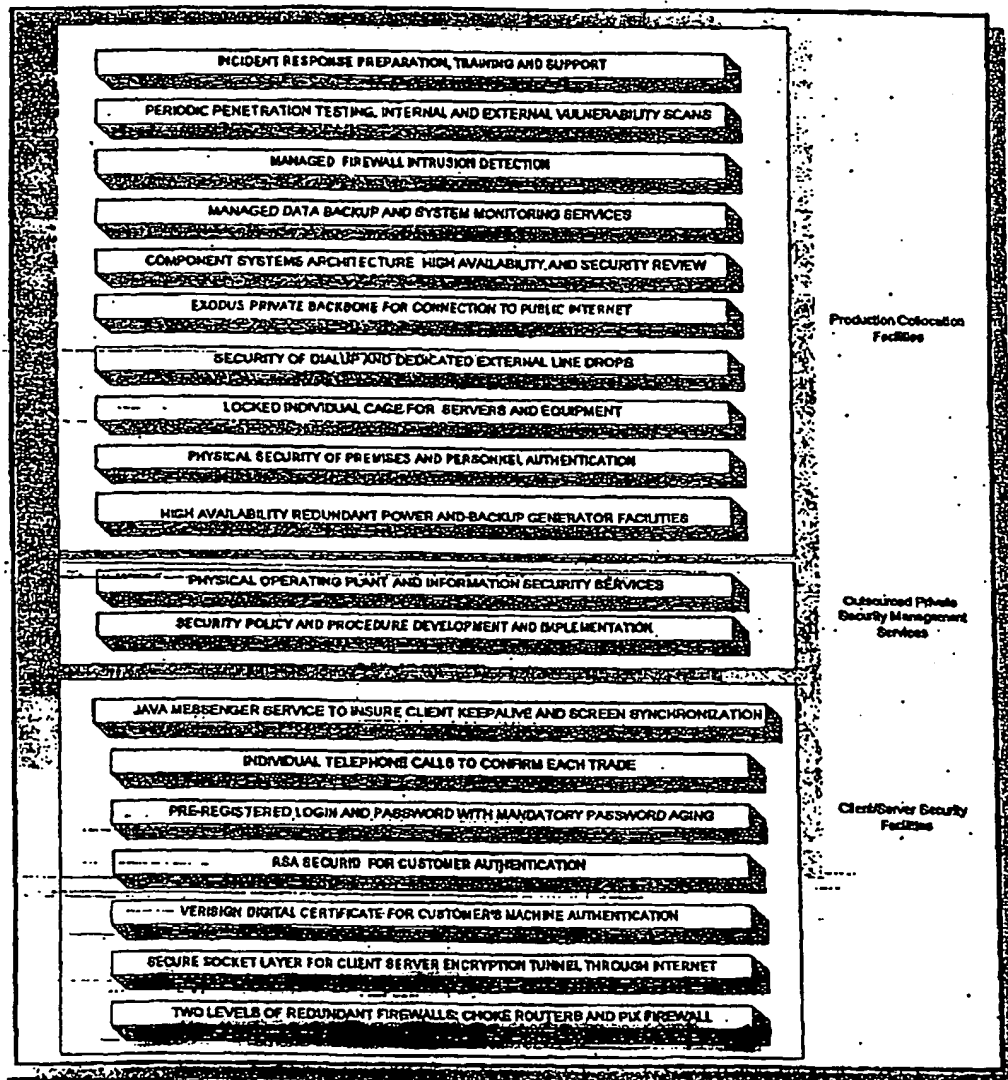 INCIDENT RESPONSE PREPARATION, TRAINING AND SUPPORT
PERIODIC PENETRATION TESTING, INTERNAL AND EXTERNAL VULNERABILITY SCANS
MANAGED FIREWALL INTRUSION DETECTION
MANAGED DATA BACKUP AND SYSTEM MONITORING SERVICES
COMPONENT SYSTEMS ARCHITECTURE HIGH AVAILABILITY, AND SECURITY REVIEW
EXODUS PRIVATE BACKBONE FOR CONNECTION TO PUBLIC INTERNET
Production Collocation
Facilities
SECURITY OF DIALUP AND DEDICATED EXTERNAL LINE DROPS
LOCKED INDIVIDUAL CAGE FOR SERVERS AND EQUIPMENT
PHYSICAL SECURITY OF PREMISES AND PERSONNEL AUTHENTICATION
HIGH AVAILABILITY REDUNDANT POWER AND BACKUP GENERATOR FACILITIES
PHYSICAL OPERATING PLANT AND INFORMATION SECURITY SERVICES
SECURITY POLICY AND PROCEDURE DEVELOPMENT AND IMPLEMENTATION
Outsourced Private
Security Management
Services
JAVA MESSENGER SERVICE TO INSURE CLIENT KEEPALIVE AND SCREEN SYNCHRONIZATION
INDIVIDUAL TELEPHONE CALLS TO CONFIRM EACH TRADE
PRE-REGISTERED LOGIN AND PASSWORD WITH MANDATORY PASSWORD AGING
Client/Server Security
Facilities
RSA SECURID FOR CUSTOMER AUTHENTICATION
VERISIGN DIGITAL CERTIFICATE FOR CUSTOMER'S MACHINE AUTHENTICATION
SECURE SOCKET LAYER FOR CLIENT SERVER ENCRYPTION TUNNEL THROUGH INTERNET
TWO LEVELS OF REDUNDANT FIREWALLS; CHOKE ROUTERS AND PIX FIREWALL